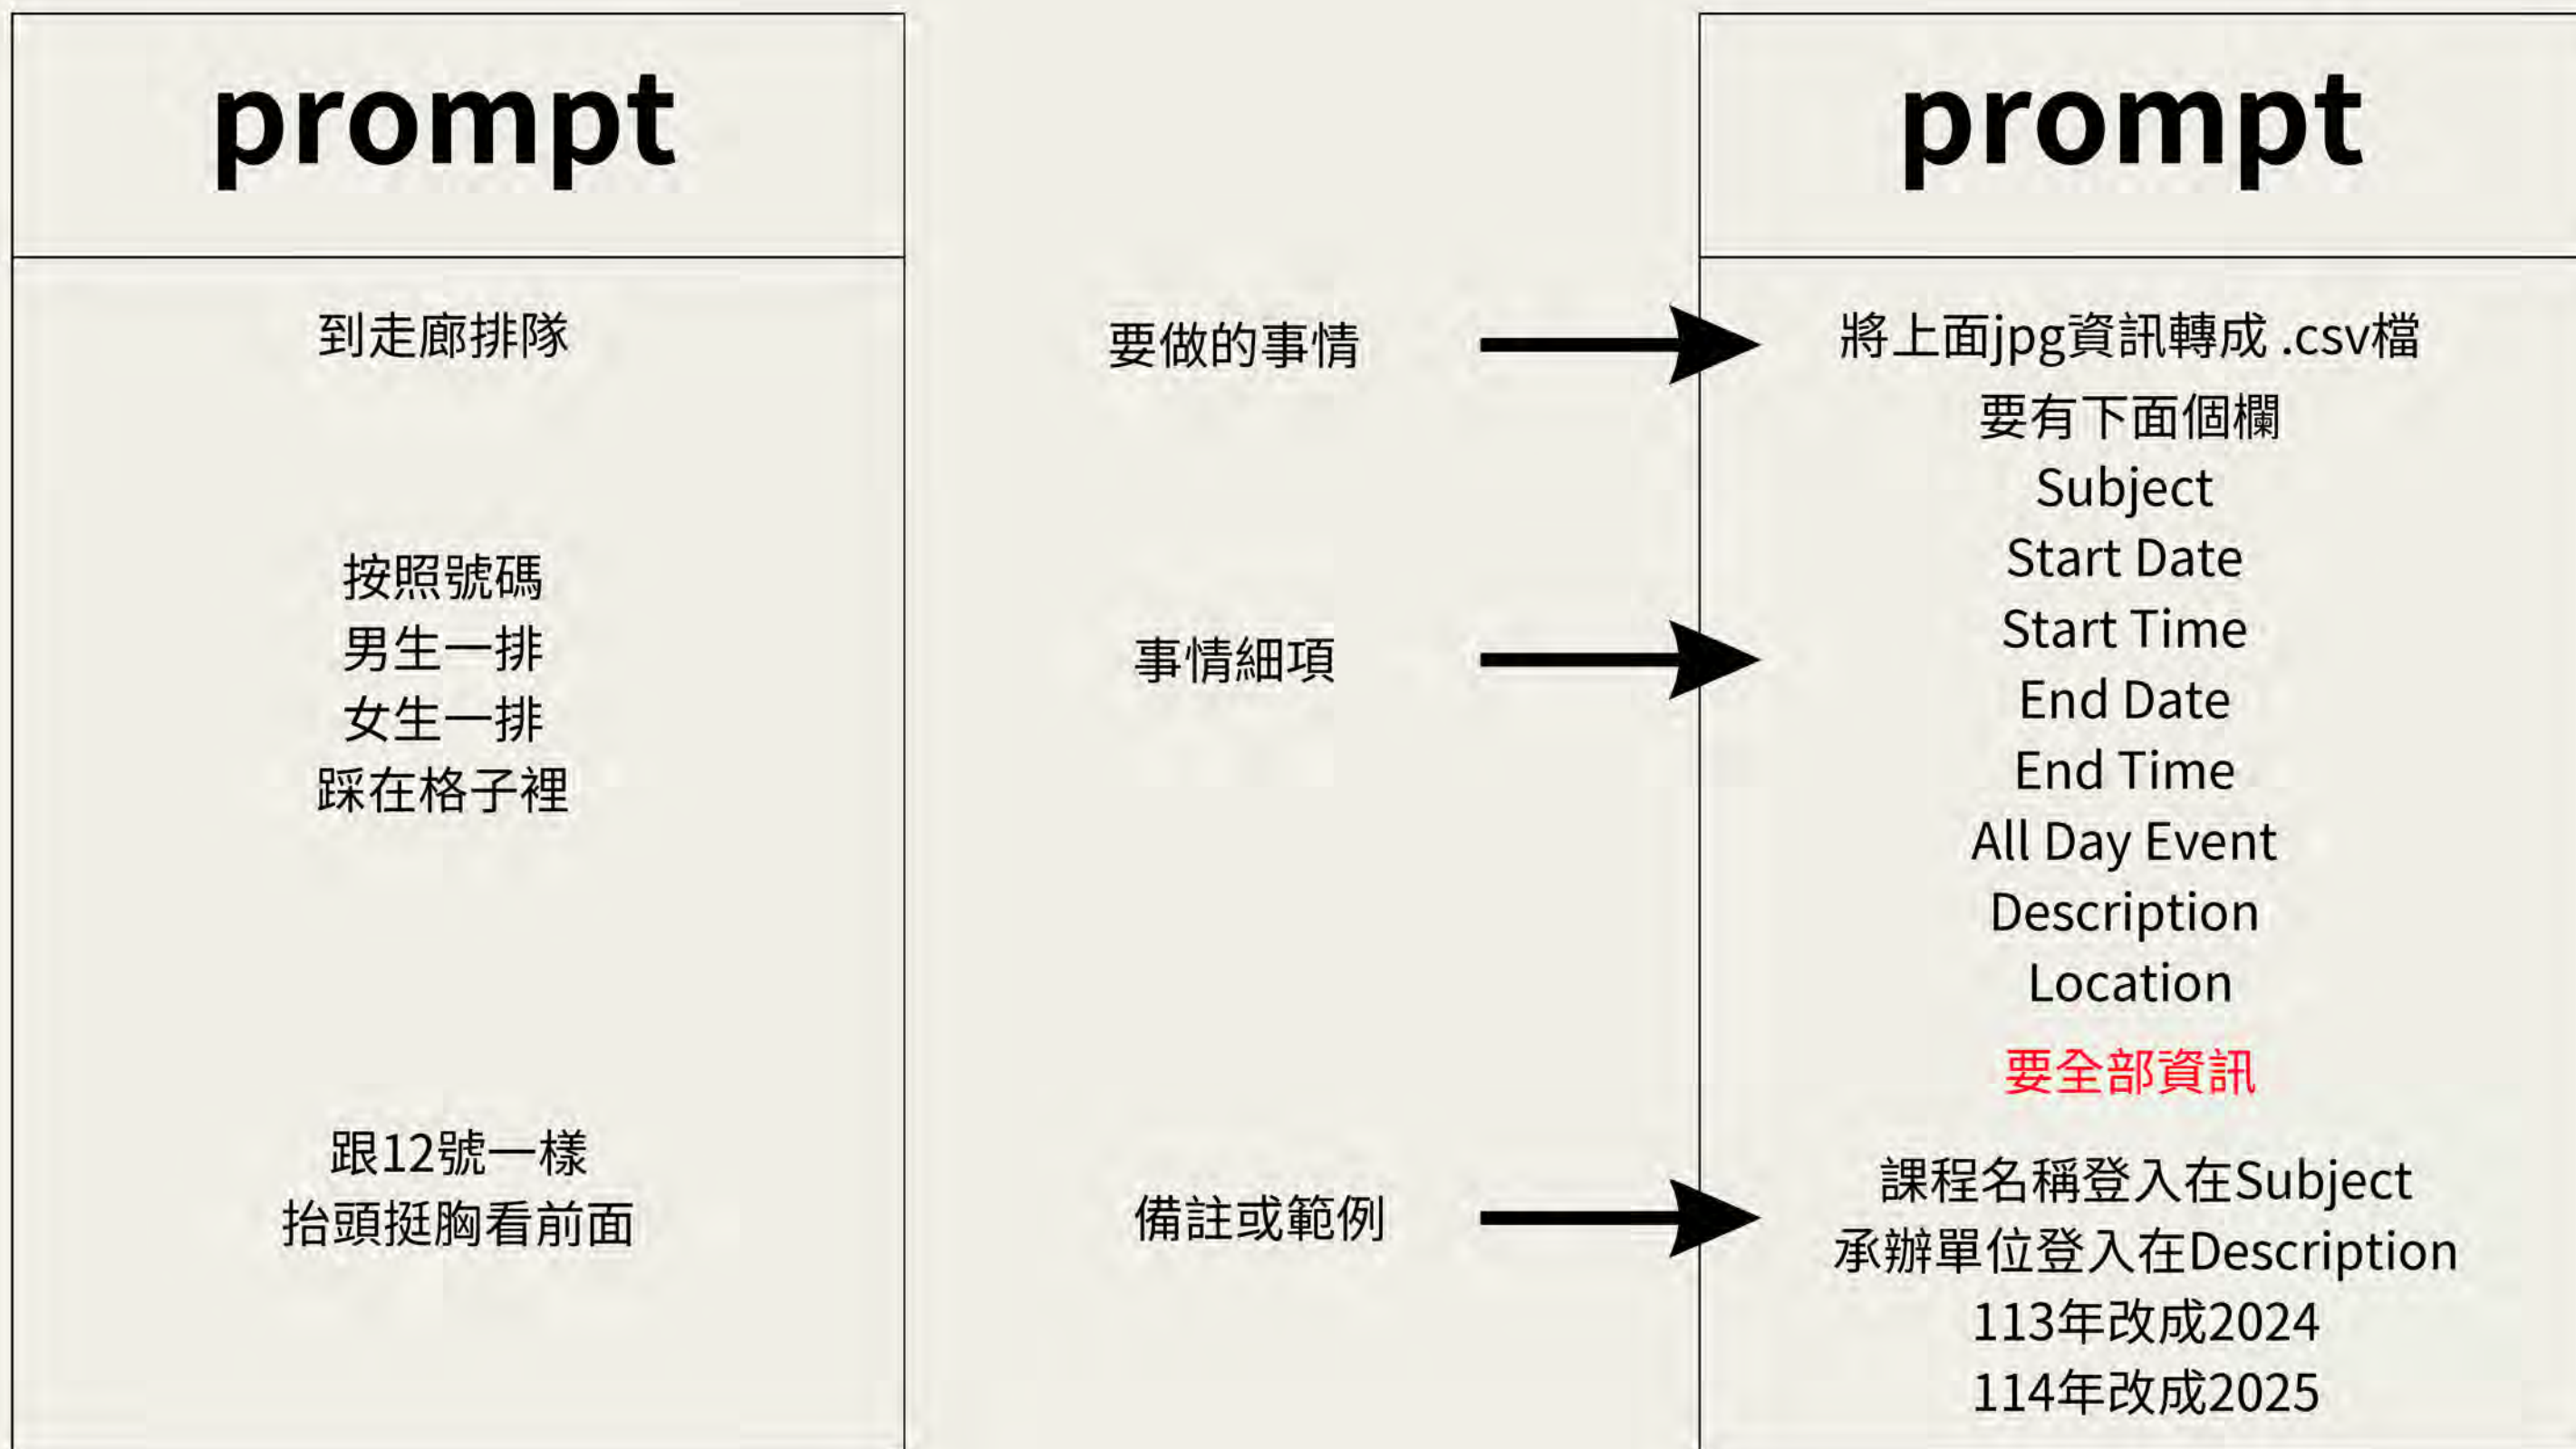 prompt
到走廊排隊
按照號碼
男生一排
女生一排
踩在格子裡
跟12號一樣
抬頭挺胸看前面
要做的事情
事情細項
備註或範例
prompt
將上面jpg資訊轉成 .csv檔
要有下面個欄
Subject
Start Date
Start Time
End Date
End Time
All Day Event
Description
Location
要全部資訊
課程名稱登入在Subject
承辦單位登入在Description
113年改成2024
114年改成2025